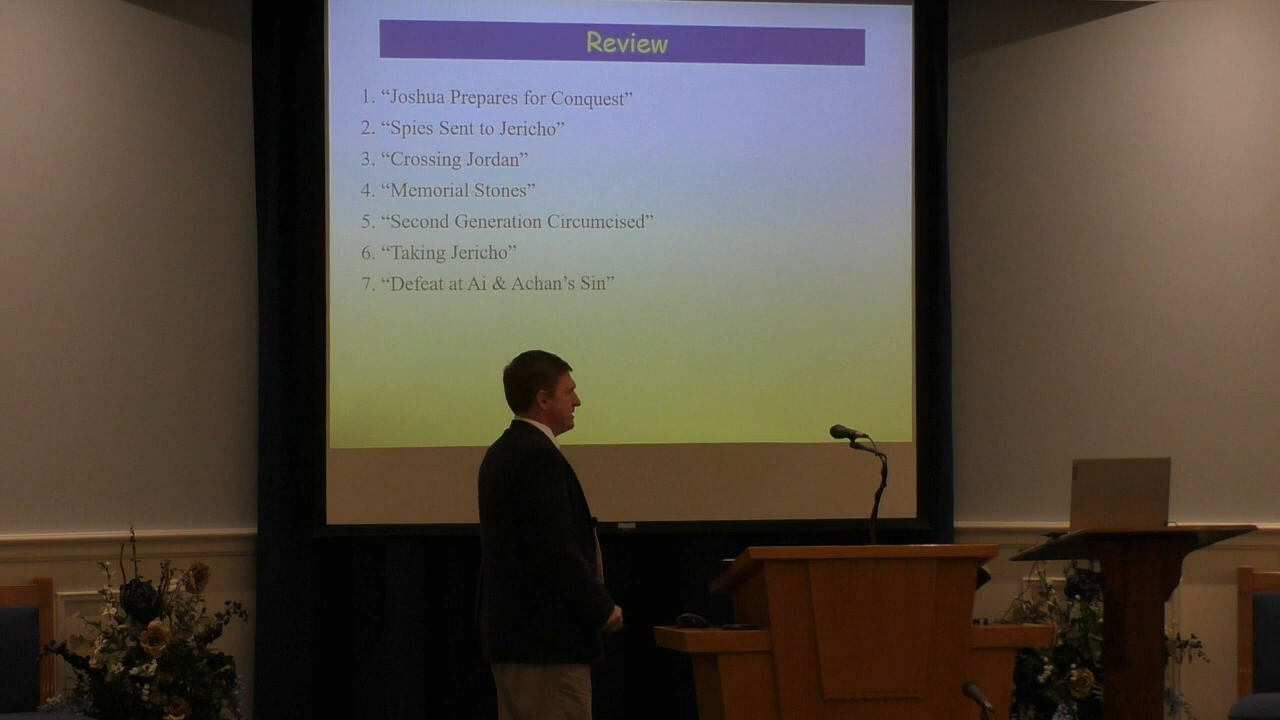 Review
1. “Joshua Prepares for Conquest”
2. “Spies Sent to Jericho”
3. “Crossing Jordan”
4. “Memorial Stones”
5. “Second Generation Circumcised”
6. “Taking Jericho”
7. “Defeat at Ai & Achan’s Sin”